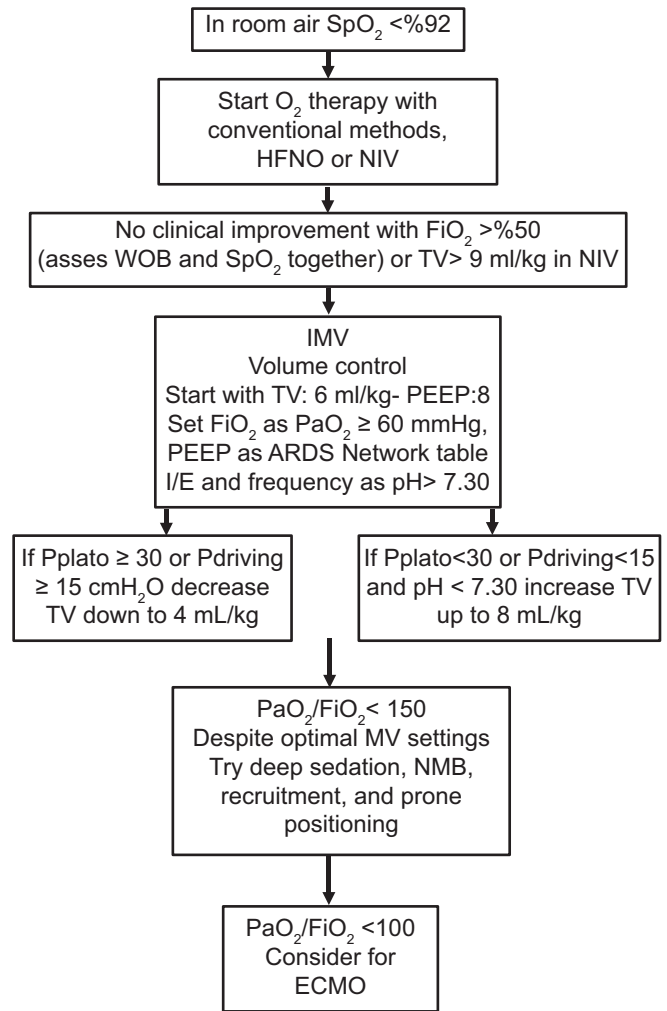 In room air SpO₂ <%92
Start O₂ therapy with
conventional methods,
HFNO or NIV
No clinical improvement with FiO₂ >%50
(asses WOB and SpO₂ together) or TV> 9 ml/kg in NIV
IMV
Volume control
Start with TV: 6 ml/kg- PEEP:8
Set FiO₂ as PaO₂ ≥ 60 mmHg,
PEEP as ARDS Network table
I/E and frequency as pH> 7.30
If Pplato ≥ 30 or Pdriving
≥ 15 cmH₂O decrease
TV down to 4 mL/kg
If Pplato<30 or Pdriving<15
and pH < 7.30 increase TV
up to 8 mL/kg
PaO₂/FiO₂< 150
Despite optimal MV settings
Try deep sedation, NMB,
recruitment, and prone
positioning
PaO₂/FiO₂ <100
Consider for
ECMO